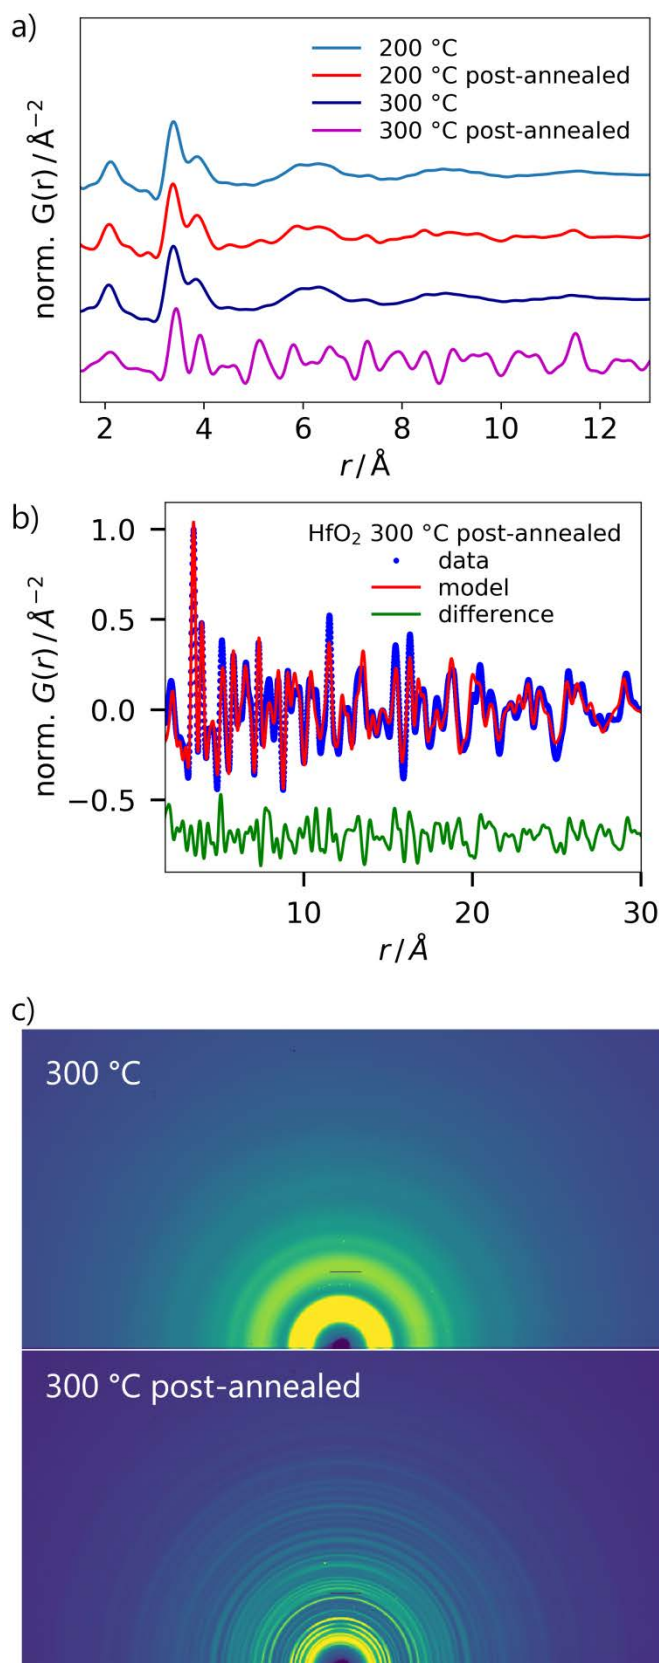 a)
200 °C
200 °C post-annealed
300 °C
300 °C post-annealed
norm. G(r) / Å⁻²
2 4 6 8 10 12
r / Å
b)
HfO₂ 300 °C post-annealed
data
model
difference
1.0
0.5
0.0
−0.5
norm. G(r) / Å⁻²
10 20 30
r / Å
c)
300 °C
300 °C post-annealed